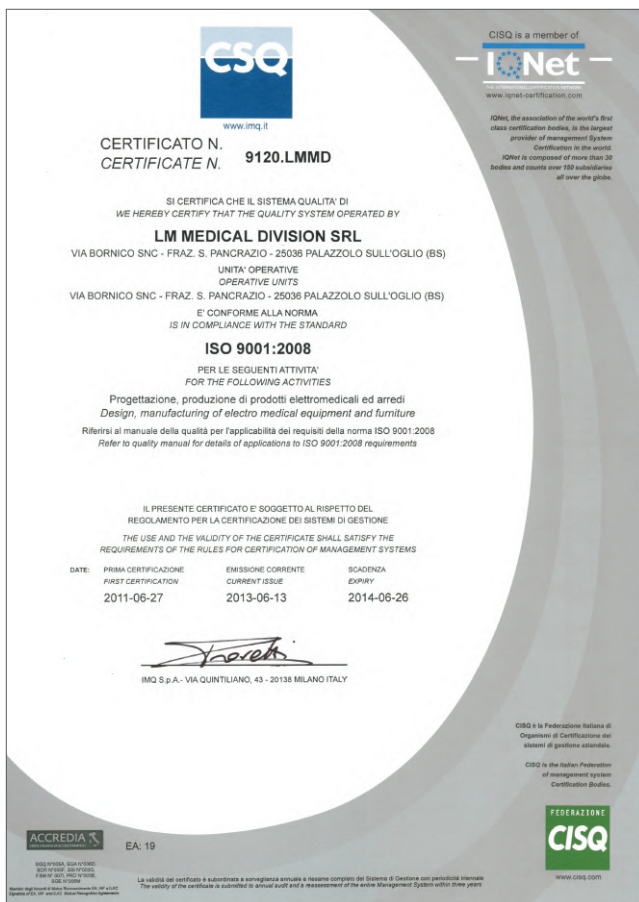 CSQ
www.imq.it
CISQ is a member of
IQNet
THE INTERNATIONAL CERTIFICATION NETWORK
www.iqnet-certification.com
IQNet, the association of the world's first
class certification bodies, is the largest
provider of management System
Certification in the world.
IQNet is composed of more than 30
bodies and counts over 150 subsidiaries
all over the globe.
CERTIFICATO N.
CERTIFICATE N. 9120.LMMD
SI CERTIFICA CHE IL SISTEMA QUALITA' DI
WE HEREBY CERTIFY THAT THE QUALITY SYSTEM OPERATED BY
LM MEDICAL DIVISION SRL
VIA BORNICO SNC - FRAZ. S. PANCRAZIO - 25036 PALAZZOLO SULL'OGLIO (BS)
UNITA' OPERATIVE
OPERATIVE UNITS
VIA BORNICO SNC - FRAZ. S. PANCRAZIO - 25036 PALAZZOLO SULL'OGLIO (BS)
E' CONFORME ALLA NORMA
IS IN COMPLIANCE WITH THE STANDARD
ISO 9001:2008
PER LE SEGUENTI ATTIVITA'
FOR THE FOLLOWING ACTIVITIES
Progettazione, produzione di prodotti elettromedicali ed arredi
Design, manufacturing of electro medical equipment and furniture
Riferirsi al manuale della qualità per l'applicabilità dei requisiti della norma ISO 9001:2008
Refer to quality manual for details of applications to ISO 9001:2008 requirements
IL PRESENTE CERTIFICATO E' SOGGETTO AL RISPETTO DEL
REGOLAMENTO PER LA CERTIFICAZIONE DEI SISTEMI DI GESTIONE
THE USE AND THE VALIDITY OF THE CERTIFICATE SHALL SATISFY THE
REQUIREMENTS OF THE RULES FOR CERTIFICATION OF MANAGEMENT SYSTEMS
DATE: PRIMA CERTIFICAZIONE EMISSIONE CORRENTE SCADENZA
FIRST CERTIFICATION CURRENT ISSUE EXPIRY
2011-06-27 2013-06-13 2014-06-26
IMQ S.p.A.- VIA QUINTILIANO, 43 - 20138 MILANO ITALY
CISQ è la Federazione Italiana di
Organismi di Certificazione dei
sistemi di gestione aziendale.
CISQ is the Italian Federation
of management system
Certification Bodies.
FEDERAZIONE
CISQ
www.cisq.com
ACCREDIA
EA: 19
La validità del certificato è subordinata a sorveglianza annuale e riesame completo del Sistema di Gestione con periodicità triennale
The validity of the certificate is submitted to annual audit and a reassessment of the entire Management System within three years